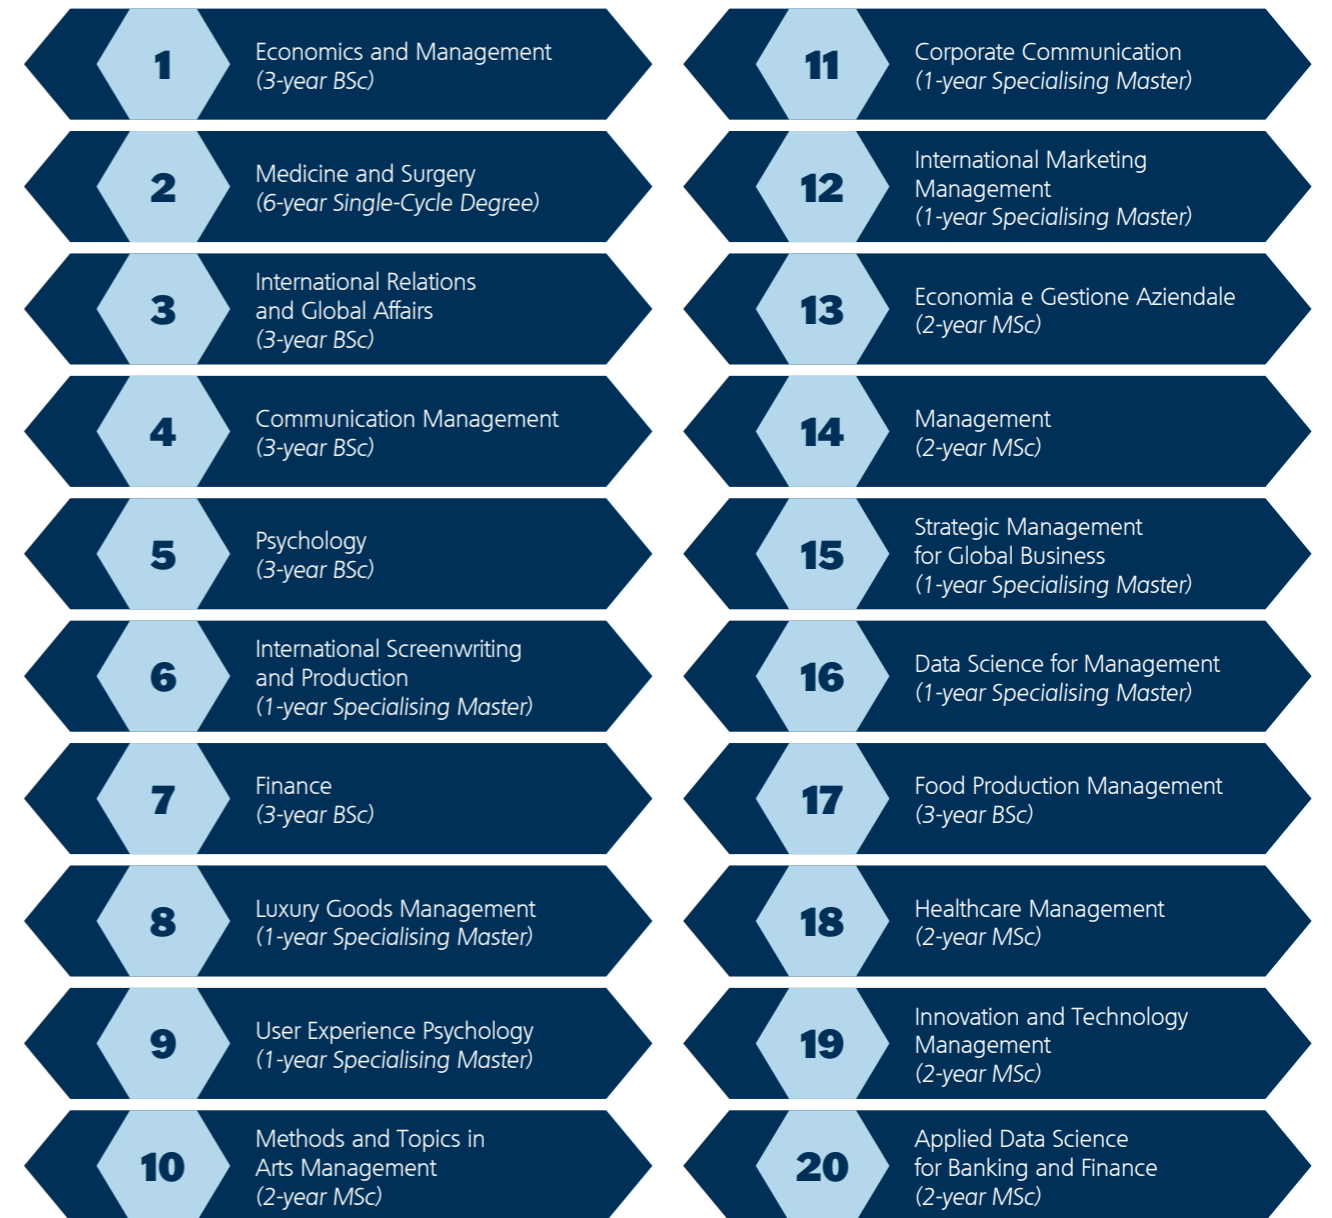 1
Economics and Management
(3-year BSc)
2
Medicine and Surgery
(6-year Single-Cycle Degree)
3
International Relations
and Global Affairs
(3-year BSc)
4
Communication Management
(3-year BSc)
5
Psychology
(3-year BSc)
6
International Screenwriting
and Production
(1-year Specialising Master)
7
Finance
(3-year BSc)
8
Luxury Goods Management
(1-year Specialising Master)
9
User Experience Psychology
(1-year Specialising Master)
10
Methods and Topics in
Arts Management
(2-year MSc)
11
Corporate Communication
(1-year Specialising Master)
12
International Marketing
Management
(1-year Specialising Master)
13
Economia e Gestione Aziendale
(2-year MSc)
14
Management
(2-year MSc)
15
Strategic Management
for Global Business
(1-year Specialising Master)
16
Data Science for Management
(1-year Specialising Master)
17
Food Production Management
(3-year BSc)
18
Healthcare Management
(2-year MSc)
19
Innovation and Technology
Management
(2-year MSc)
20
Applied Data Science
for Banking and Finance
(2-year MSc)